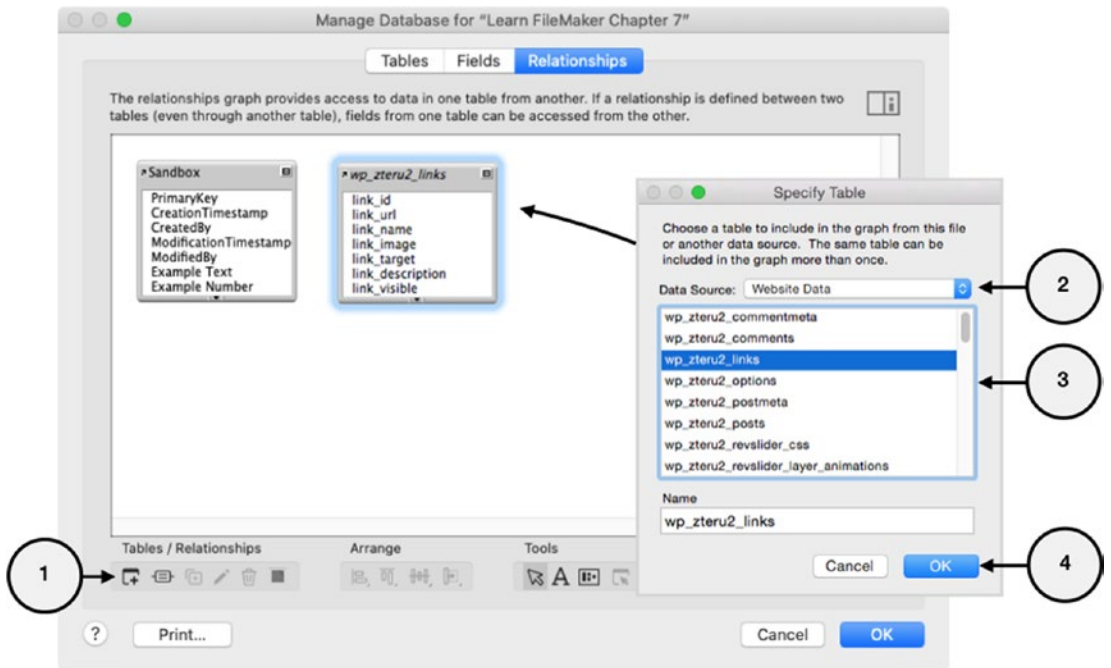 Manage Database for “Learn FileMaker Chapter 7”
Tables Fields Relationships
The relationships graph provides access to data in one table from another. If a relationship is defined between two
tables (even through another table), fields from one table can be accessed from the other.
Sandbox
PrimaryKey
CreationTimestamp
CreatedBy
ModificationTimestamp
ModifiedBy
Example Text
Example Number
wp_zteru2_links
link_id
link_url
link_name
link_image
link_target
link_description
link_visible
Specify Table
Choose a table to include in the graph from this file
or another data source. The same table can be
included in the graph more than once.
Data Source: Website Data
2
wp_zteru2_commentmeta
wp_zteru2_comments
wp_zteru2_links
wp_zteru2_options
wp_zteru2_postmeta
wp_zteru2_posts
wp_zteru2_revslider_css
wp_zteru2_revslider_layer_animations
3
Name
wp_zteru2_links
Cancel OK
4
Tables / Relationships Arrange Tools
1
A
? Print... Cancel OK